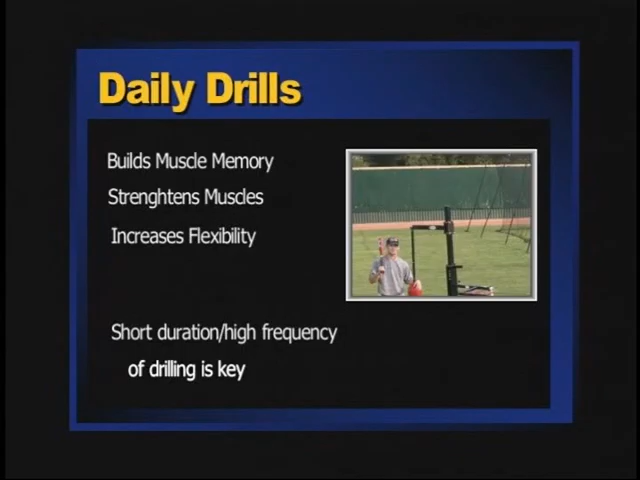 Daily Drills
Builds Muscle Memory
Strenghtens Muscles
Increases Flexibility
Short duration/high frequency
of drilling is key